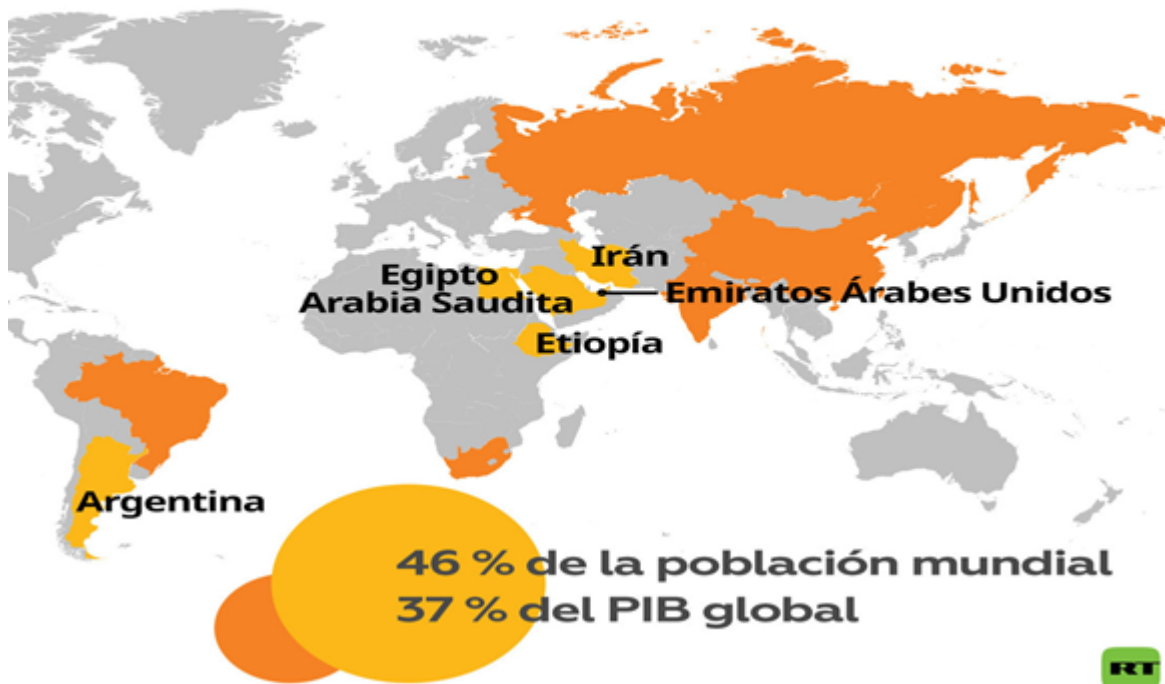 Irán
Egipto
Arabia Saudita
Emiratos Árabes Unidos
Etiopía
Argentina
46 % de la población mundial
37 % del PIB global
RT